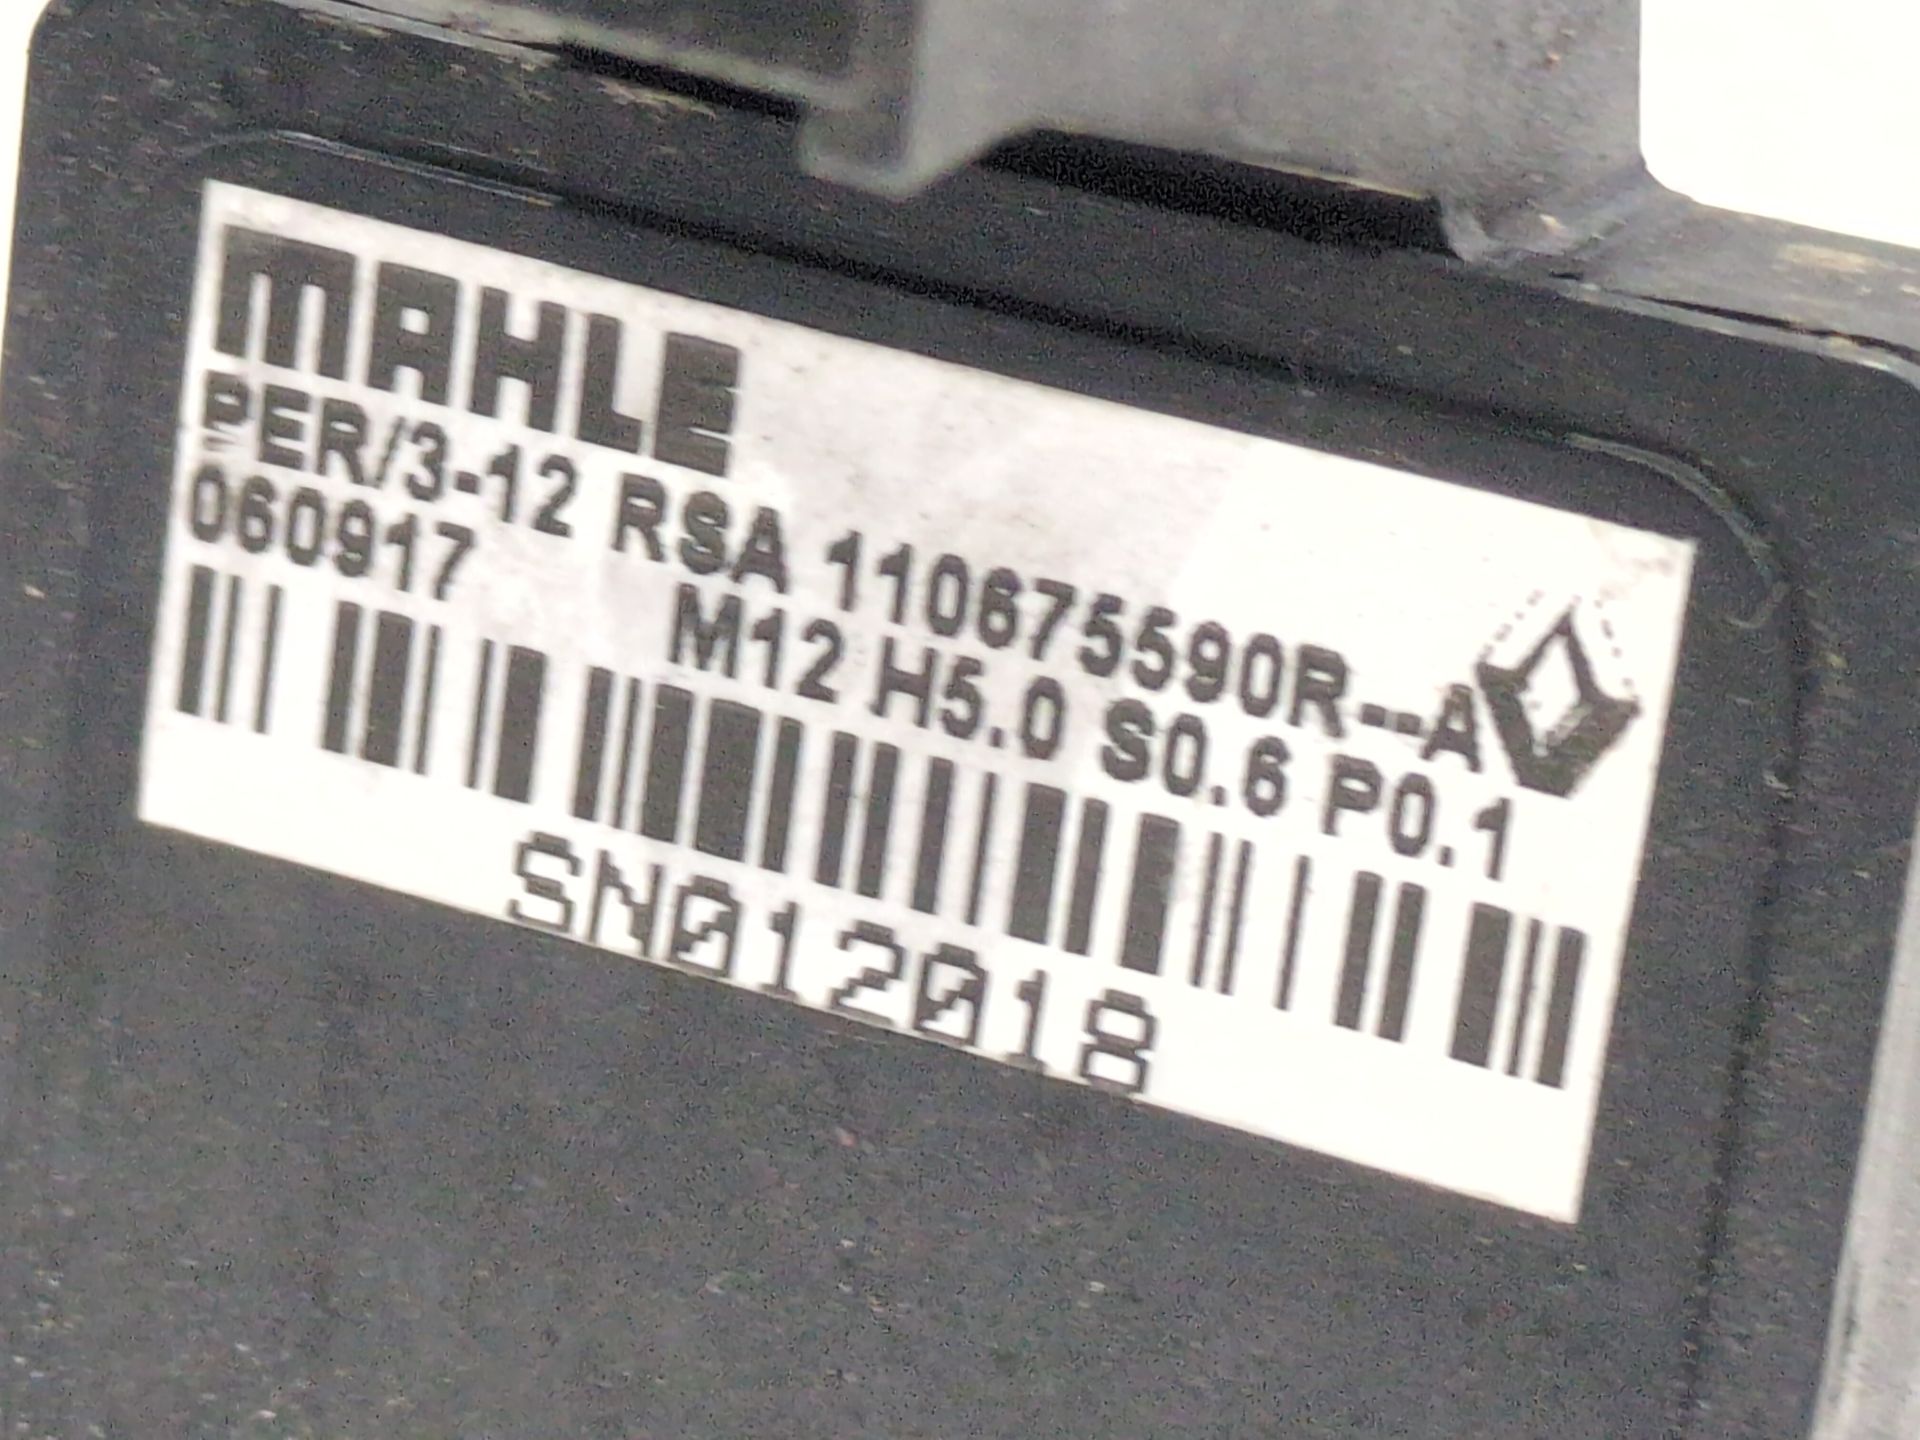 MAHLE
PER/3-12 RSA 110675590R--A
060917 M12 H5.0 S0.6 P0.1
SN012018